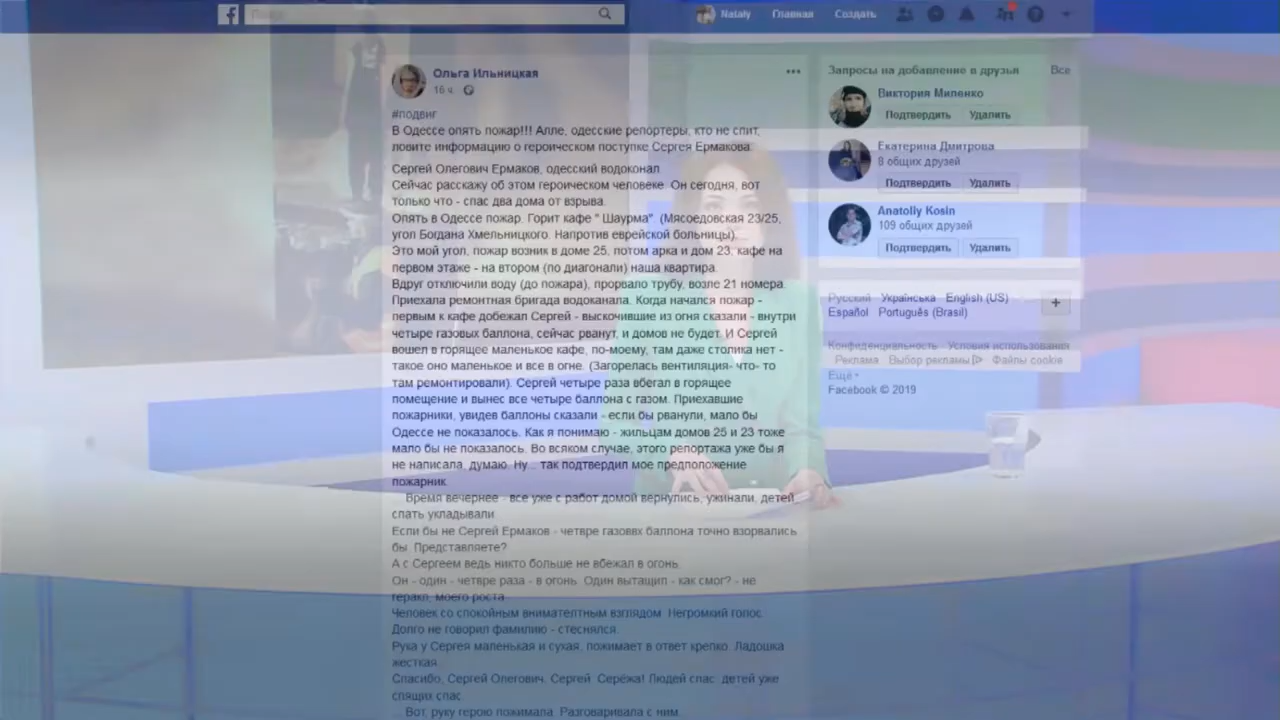 Поиск
Nataly Главная Создать
Ольга Ильницкая
16 ч.
#подвиг
В Одессе опять пожар!!! Алле, одесские репортеры, кто не спит,
ловите информацию о героическом поступке Сергея Ермакова:
Сергей Олегович Ермаков, одесский водоконал.
Сейчас расскажу об этом героическом человеке. Он сегодня, вот
только что - спас два дома от взрыва.
Опять в Одессе пожар. Горит кафе " Шаурма". (Мясоедовская 23/25,
угол Богдана Хмельницкого. Напротив еврейской больницы).
Это мой угол, пожар возник в доме 25, потом арка и дом 23, кафе на
первом этаже - на втором (по диагонали) наша квартира.
Вдруг отключили воду (до пожара), прорвало трубу, возле 21 номера.
Приехала ремонтная бригада водоканала. Когда начался пожар -
первым к кафе добежал Сергей - выскочившие из огня сказали - внутри
четыре газовых баллона, сейчас рванут, и домов не будет. И Сергей
вошел в горящее маленькое кафе, по-моему, там даже столика нет -
такое оно маленькое и все в огне. (Загорелась вентиляция- что- то
там ремонтировали). Сергей четыре раза вбегал в горящее
помещение и вынес все четыре баллона с газом. Приехавшие
пожарники, увидев баллоны сказали - если бы рванули, мало бы
Одессе не показалось. Как я понимаю - жильцам домов 25 и 23 тоже
мало бы не показалось. Во всяком случае, этого репортажа уже бы я
не написала, думаю. Ну... так подтвердил мое предположение
пожарник.
Время вечернее - все уже с работ домой вернулись, ужинали, детей
спать укладывали.
Если бы не Сергей Ермаков - четвре газоввх баллона точно взорвались
бы. Представляете?
А с Сергеем ведь никто больше не вбежал в огонь.
Он - один - четвре раза - в огонь. Один вытащил - как смог? - не
геракл, моего роста.
Человек со спокойным внимателтным взглядом. Негромкий голос.
Долго не говорил фамилию - стеснялся.
Рука у Сергея маленькая и сухая, пожимает в ответ крепко. Ладошка
жесткая.
Спасибо, Сергей Олегович. Сергей. Серёжа! Людей спас, детей уже
спящих спас.
Вот, руку герою пожимала. Разговаривала с ним.
Запросы на добавление в друзья Все
Виктория Миленко
Подтвердить Удалить
Екатерина Дмитрова
8 общих друзей
Подтвердить Удалить
Anatoliy Kosin
109 общих друзей
Подтвердить Удалить
Русский Українська English (US)
Español Português (Brasil)
Конфиденциальность Условия использования
Реклама Выбор рекламы Файлы cookie
Ещё
Facebook © 2019